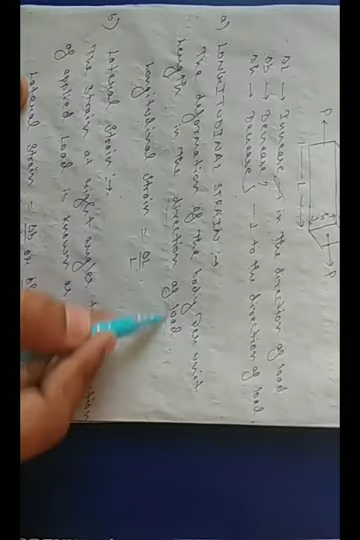 P P
L
δL → Increase in the direction of load
δb → Decrease }
δt → Decrease } – ⊥ to the direction of load.
a) LONGITUDINAL STRAIN :→
The deformation of the body per unit
length in the direction of load.
Longitudinal strain = δL/L
b) Lateral strain :→
The strain at right angles
of applied load is known as
Lateral strain = δb/b or